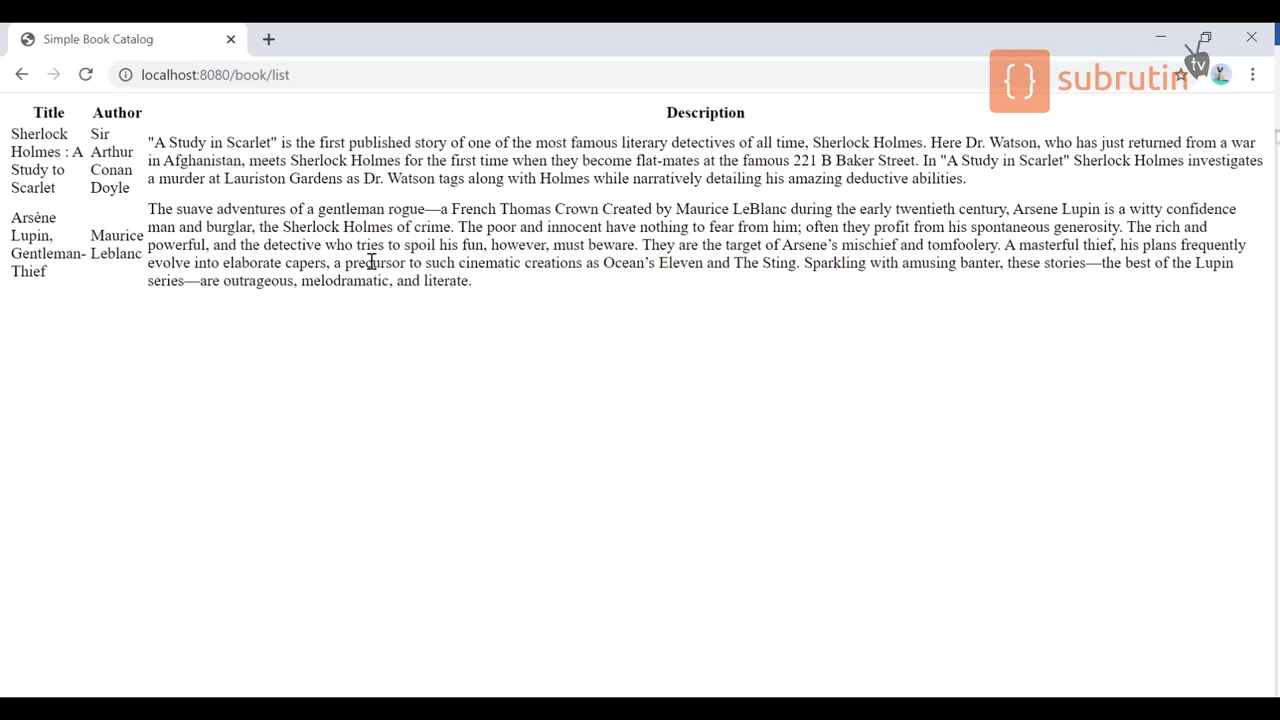 Simple Book Catalog
localhost:8080/book/list
{ } subrutin tv
Title Author Description
Sherlock
Holmes : A
Study to
Scarlet
Sir
Arthur
Conan
Doyle
"A Study in Scarlet" is the first published story of one of the most famous literary detectives of all time, Sherlock Holmes. Here Dr. Watson, who has just returned from a war
in Afghanistan, meets Sherlock Holmes for the first time when they become flat-mates at the famous 221 B Baker Street. In "A Study in Scarlet" Sherlock Holmes investigates
a murder at Lauriston Gardens as Dr. Watson tags along with Holmes while narratively detailing his amazing deductive abilities.
Arsène
Lupin,
Gentleman-
Thief
Maurice
Leblanc
The suave adventures of a gentleman rogue—a French Thomas Crown Created by Maurice LeBlanc during the early twentieth century, Arsene Lupin is a witty confidence
man and burglar, the Sherlock Holmes of crime. The poor and innocent have nothing to fear from him; often they profit from his spontaneous generosity. The rich and
powerful, and the detective who tries to spoil his fun, however, must beware. They are the target of Arsene’s mischief and tomfoolery. A masterful thief, his plans frequently
evolve into elaborate capers, a precursor to such cinematic creations as Ocean’s Eleven and The Sting. Sparkling with amusing banter, these stories—the best of the Lupin
series—are outrageous, melodramatic, and literate.